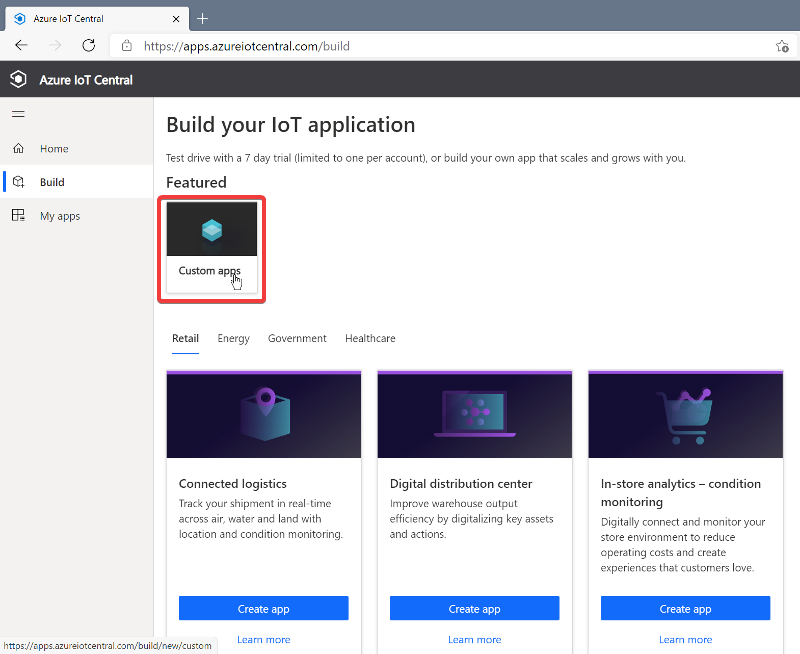 Azure IoT Central
https://apps.azureiotcentral.com/build
Azure IoT Central
Home
Build
My apps
Build your IoT application
Test drive with a 7 day trial (limited to one per account), or build your own app that scales and grows with you.
Featured
Custom apps
Retail Energy Government Healthcare
Connected logistics
Track your shipment in real-time
across air, water and land with
location and condition monitoring.
Create app
Learn more
Digital distribution center
Improve warehouse output
efficiency by digitalizing key assets
and actions.
Create app
Learn more
In-store analytics – condition
monitoring
Digitally connect and monitor your
store environment to reduce
operating costs and create
experiences that customers love.
Create app
Learn more
https://apps.azureiotcentral.com/build/new/custom